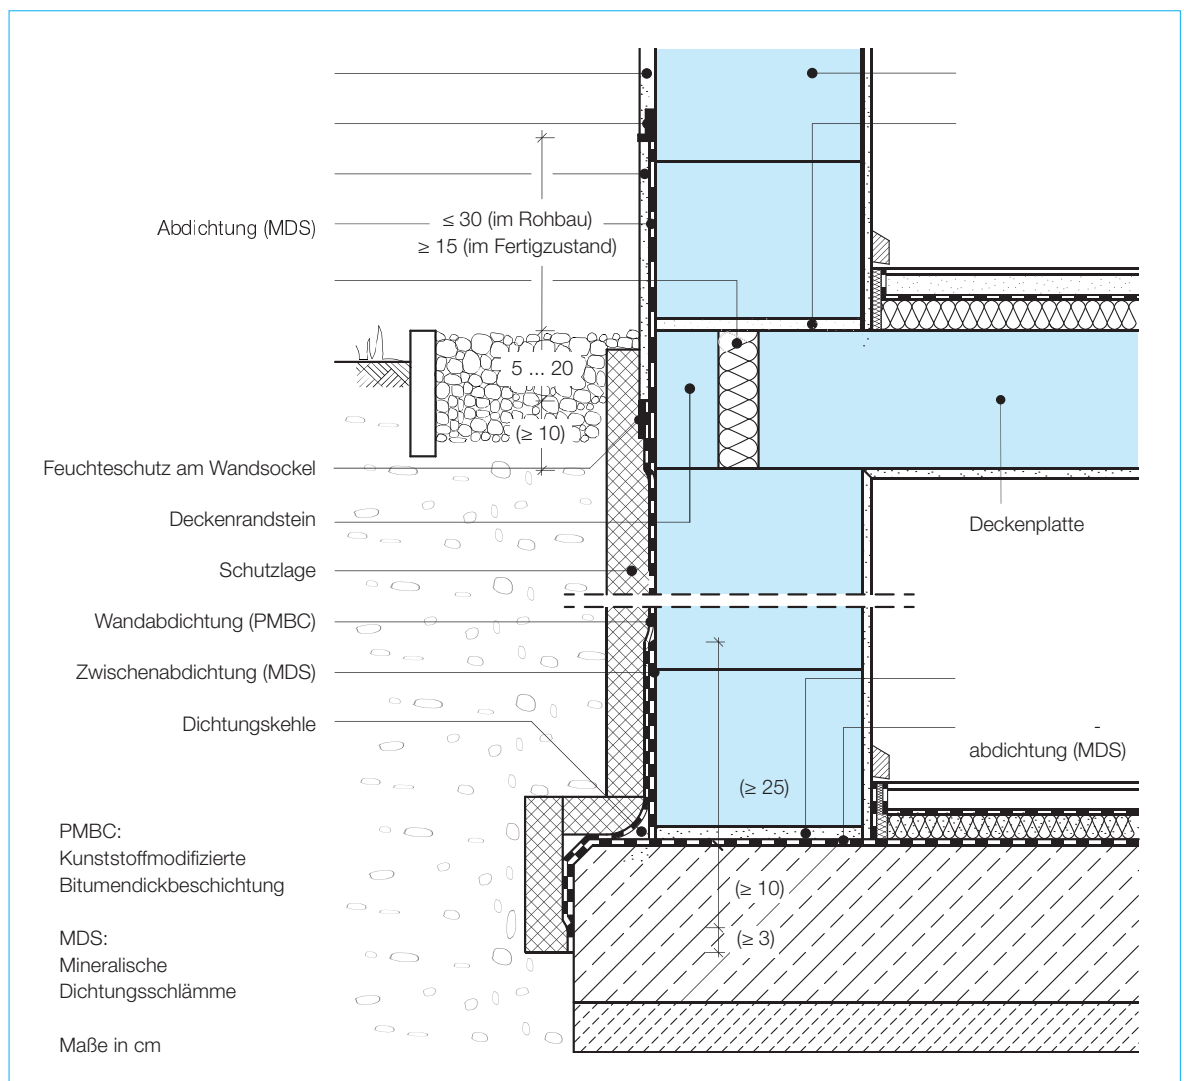 Abdichtung (MDS)
≤ 30 (im Rohbau)
≥ 15 (im Fertigzustand)
5 ... 20
(≥ 10)
Feuchteschutz am Wandsockel
Deckenrandstein
Deckenplatte
Schutzlage
Wandabdichtung (PMBC)
Zwischenabdichtung (MDS)
Dichtungskehle
-
abdichtung (MDS)
(≥ 25)
PMBC:
Kunststoffmodifizierte
Bitumendickbeschichtung
(≥ 10)
(≥ 3)
MDS:
Mineralische
Dichtungsschlämme
Maße in cm